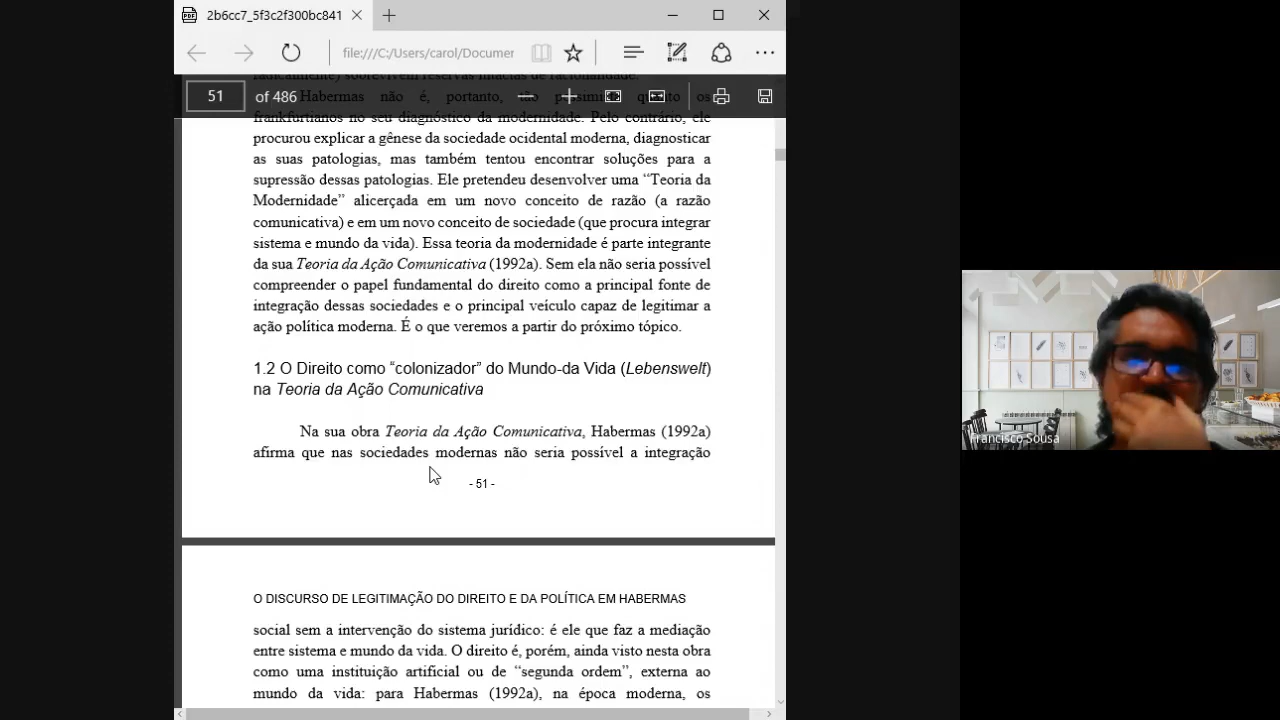 2b6cc7_5f3c2f300bc841
file:///C:/Users/carol/Documer
51 of 486
radicalmente) sobrevivem reservas intactas de racionalidade.
Habermas não é, portanto, tão pessimista quanto os
frankfurtianos no seu diagnóstico da modernidade. Pelo contrário, ele
procurou explicar a gênese da sociedade ocidental moderna, diagnosticar
as suas patologias, mas também tentou encontrar soluções para a
supressão dessas patologias. Ele pretendeu desenvolver uma “Teoria da
Modernidade” alicerçada em um novo conceito de razão (a razão
comunicativa) e em um novo conceito de sociedade (que procura integrar
sistema e mundo da vida). Essa teoria da modernidade é parte integrante
da sua Teoria da Ação Comunicativa (1992a). Sem ela não seria possível
compreender o papel fundamental do direito como a principal fonte de
integração dessas sociedades e o principal veículo capaz de legitimar a
ação política moderna. É o que veremos a partir do próximo tópico.
1.2 O Direito como “colonizador” do Mundo-da Vida (Lebenswelt)
na Teoria da Ação Comunicativa
Na sua obra Teoria da Ação Comunicativa, Habermas (1992a)
afirma que nas sociedades modernas não seria possível a integração
- 51 -
O DISCURSO DE LEGITIMAÇÃO DO DIREITO E DA POLÍTICA EM HABERMAS
social sem a intervenção do sistema jurídico: é ele que faz a mediação
entre sistema e mundo da vida. O direito é, porém, ainda visto nesta obra
como uma instituição artificial ou de “segunda ordem”, externa ao
mundo da vida: para Habermas (1992a), na época moderna, os
Francisco Sousa